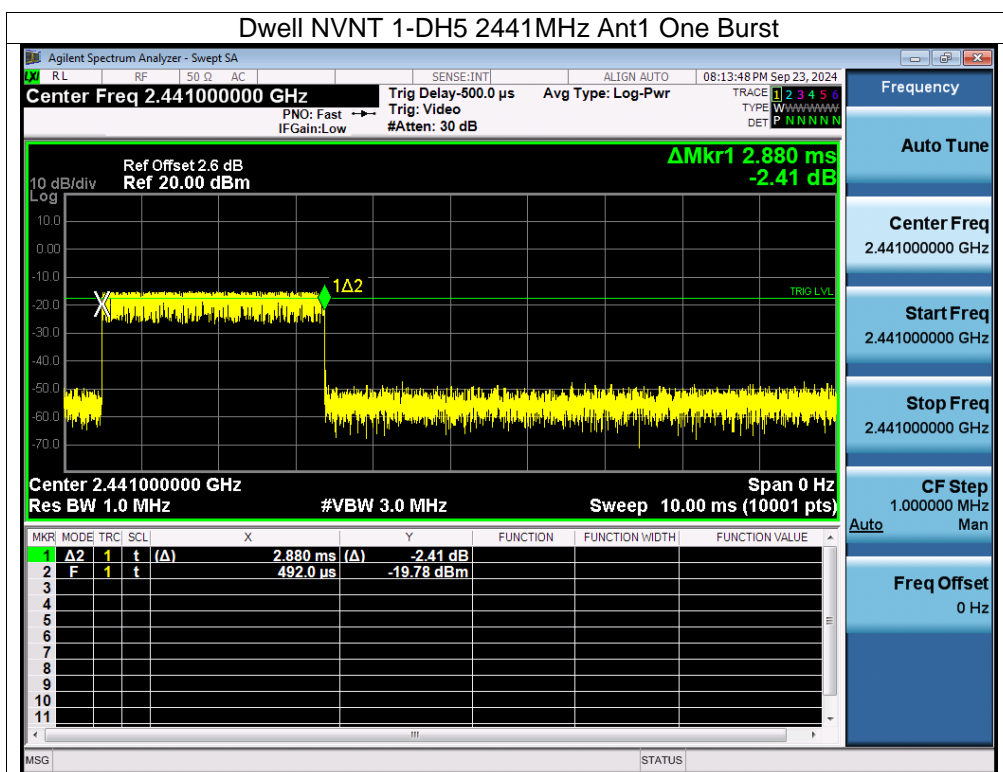 Dwell NVNT 1-DH5 2441MHz Ant1 One Burst
Agilent Spectrum Analyzer - Swept SA
LXI RL RF 50 Ω AC SENSE:INT ALIGN AUTO 08:13:48 PM Sep 23, 2024
Center Freq 2.441000000 GHz Trig Delay-500.0 µs Avg Type: Log-Pwr TRACE 1 2 3 4 5 6
PNO: Fast Trig: Video TYPE WWWWWW
IFGain:Low #Atten: 30 dB DET P NNNNN
ΔMkr1 2.880 ms
-2.41 dB
Ref Offset 2.6 dB
10 dB/div Ref 20.00 dBm
Log
10.0
0.00
-10.0
1Δ2
TRIG LVL
-20.0
-30.0
-40.0
-50.0
-60.0
-70.0
Center 2.441000000 GHz Span 0 Hz
Res BW 1.0 MHz #VBW 3.0 MHz Sweep 10.00 ms (10001 pts)
MKR MODE TRC SCL X Y FUNCTION FUNCTION WIDTH FUNCTION VALUE
1 Δ2 1 t (Δ) 2.880 ms (Δ) -2.41 dB
2 F 1 t 492.0 µs -19.78 dBm
3
4
5
6
7
8
9
10
11
MSG STATUS
Frequency
Auto Tune
Center Freq
2.441000000 GHz
Start Freq
2.441000000 GHz
Stop Freq
2.441000000 GHz
CF Step
1.000000 MHz
Auto Man
Freq Offset
0 Hz